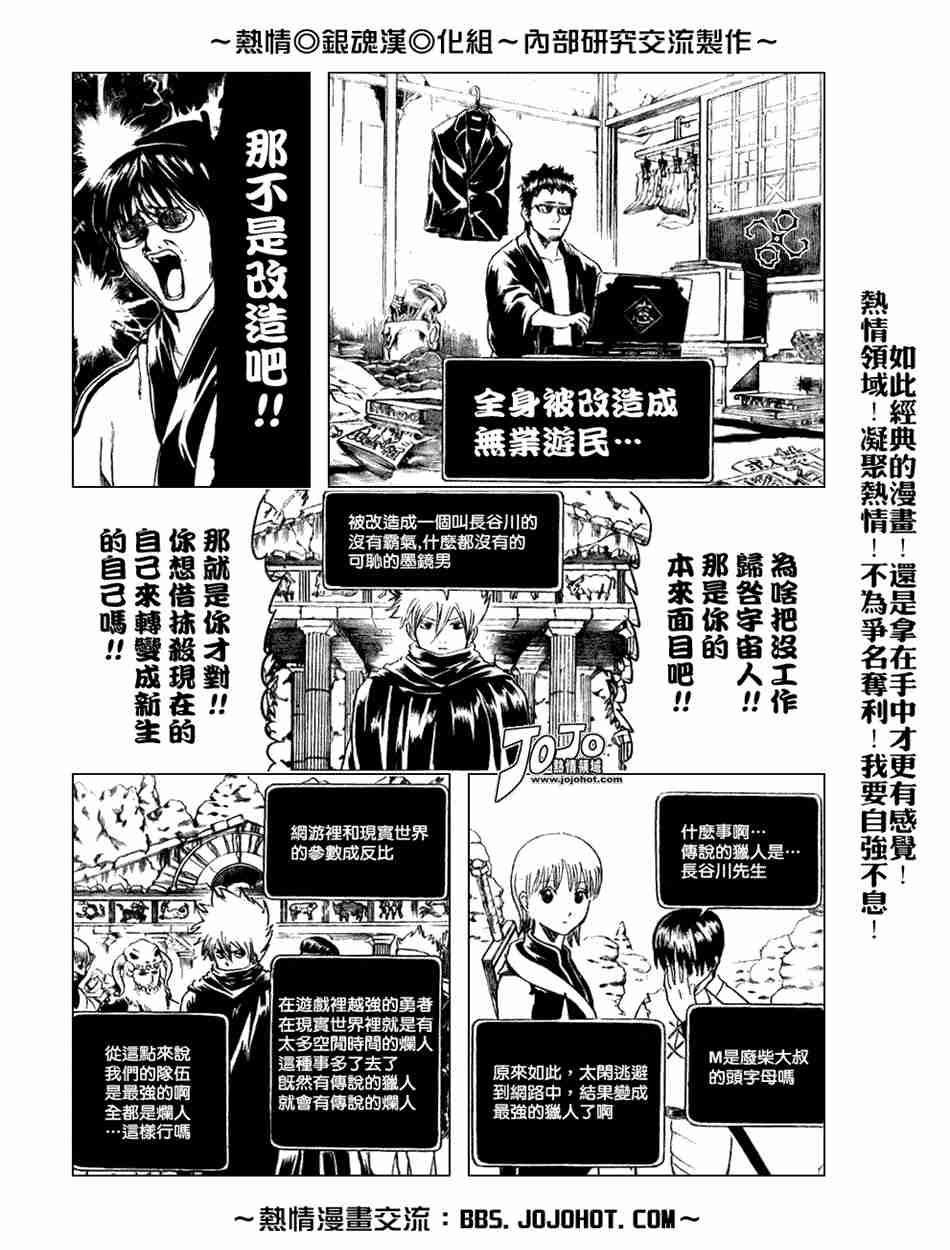 ～熱情◎銀魂漢◎化組～內部研究交流製作～
全身被改造成
無業遊民…
那不是改造吧!!
被改造成一個叫長谷川的
沒有霸氣,什麼都沒有的
可恥的墨鏡男
為啥把沒工作
歸咎宇宙人!!
那是你的
本來面目吧!!
那就是你才對!!
你想借抹殺現在的
自己來轉變成新生
的自己嗎!!
JOJO
熱情領域
www.jojohot.com
什麼事啊…
傳說的獵人是…
長谷川先生
M是廢柴大叔
的頭字母嗎
原來如此，太閑逃避
到網路中，結果變成
最強的獵人了啊
網游裡和現實世界
的參數成反比
在遊戲裡越強的勇者
在現實世界裡就是有
太多空閒時間的爛人
這種事多了去了
既然有傳說的獵人
就會有傳說的爛人
從這點來說
我們的隊伍
是最強的啊
全都是爛人
…這樣行嗎
如此經典的漫畫！還是拿在手中才更有感覺！
熱情領域！凝聚熱情！不為爭名奪利！我要自強不息！
～熱情漫畫交流：BBS. JOJOHOT. COM～